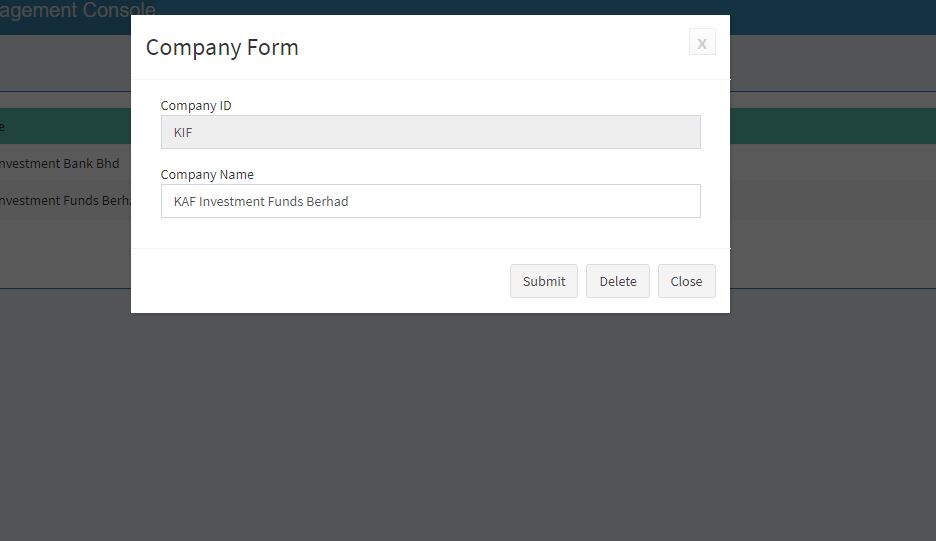 agement Console
Company Form
x
Company ID
KIF
e
Company Name
nvestment Bank Bhd
KAF Investment Funds Berhad
nvestment Funds Berh
Submit
Delete
Close